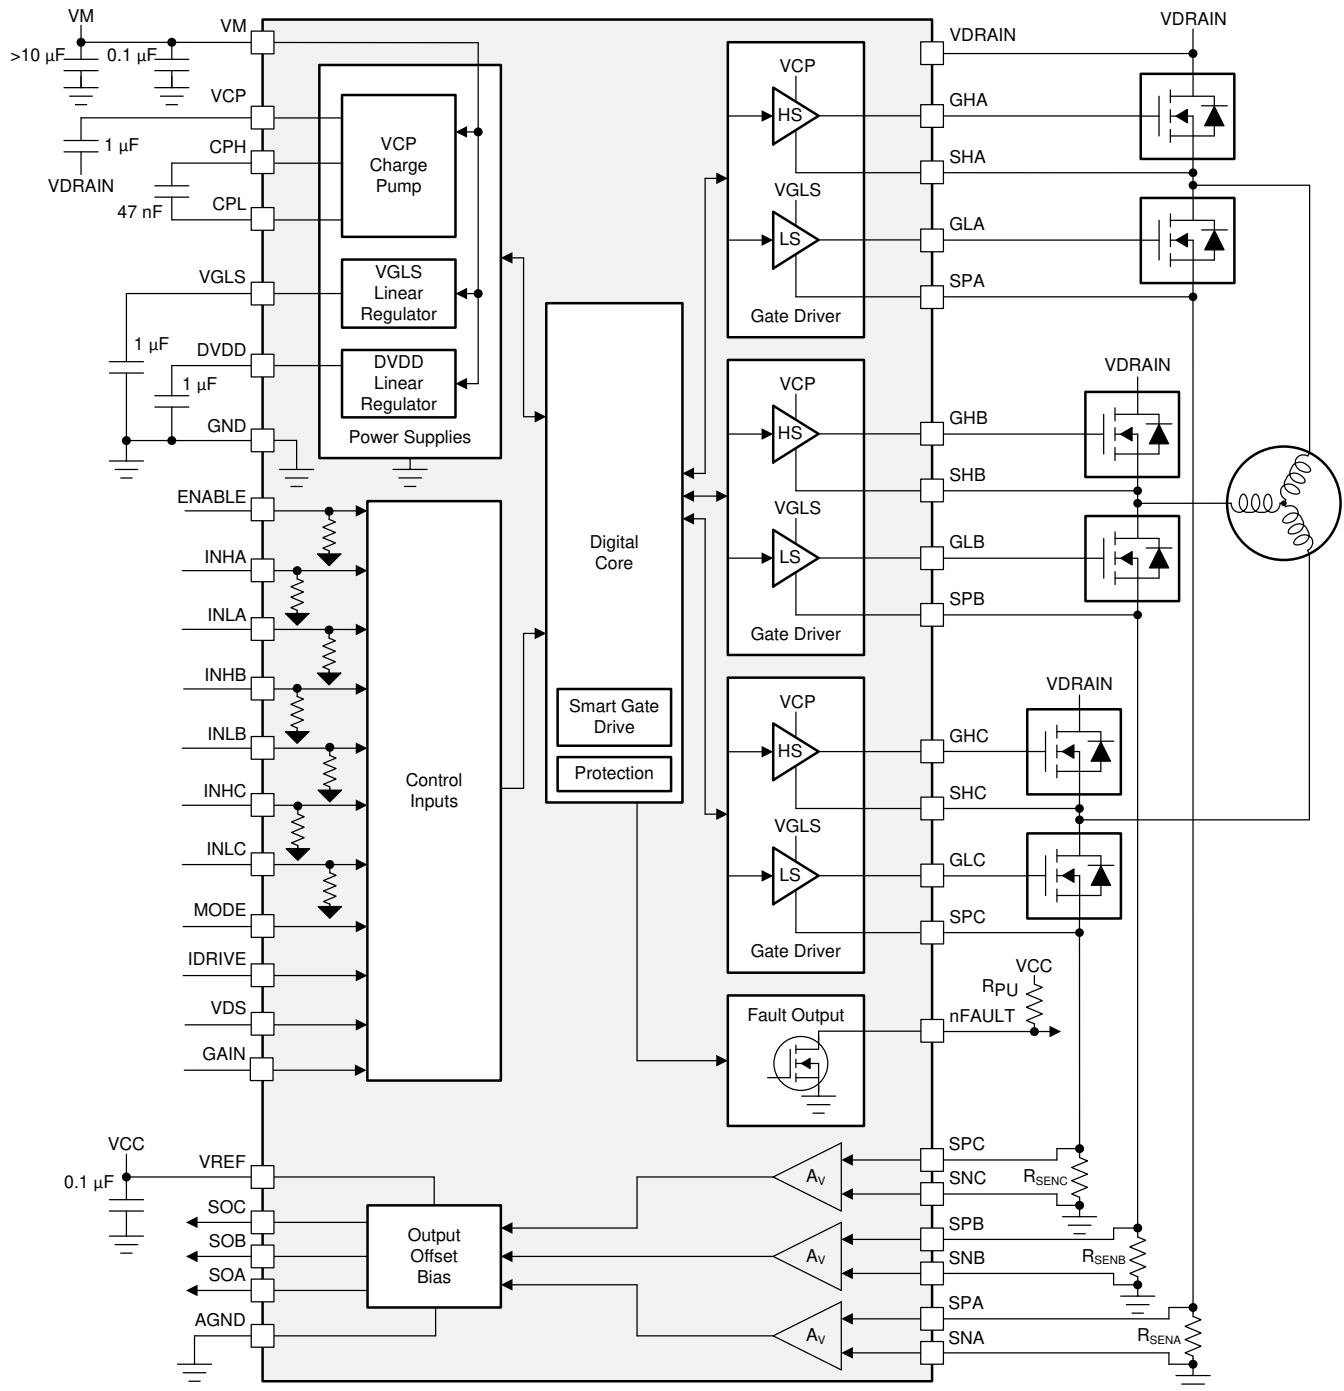 VM
>10 µF
0.1 µF
VM
VCP
1 µF
VDRAIN
CPH
47 nF
CPL
VGLS
1 µF
DVDD
1 µF
GND
ENABLE
INHA
INLA
INHB
INLB
INHC
INLC
MODE
IDRIVE
VDS
GAIN
VCC
0.1 µF
VREF
SOC
SOB
SOA
AGND
VCP
Charge
Pump
VGLS
Linear
Regulator
DVDD
Linear
Regulator
Power Supplies
Control
Inputs
Digital
Core
Smart Gate
Drive
Protection
Output
Offset
Bias
VCP
HS
VGLS
LS
Gate Driver
VCP
HS
VGLS
LS
Gate Driver
VCP
HS
VGLS
LS
Gate Driver
Fault Output
AV
AV
AV
VDRAIN
VDRAIN
GHA
SHA
GLA
SPA
VDRAIN
GHB
SHB
GLB
SPB
VDRAIN
GHC
SHC
GLC
SPC
VCC
RPU
nFAULT
SPC
SNC
RSENC
SPB
SNB
RSENB
SPA
SNA
RSENA